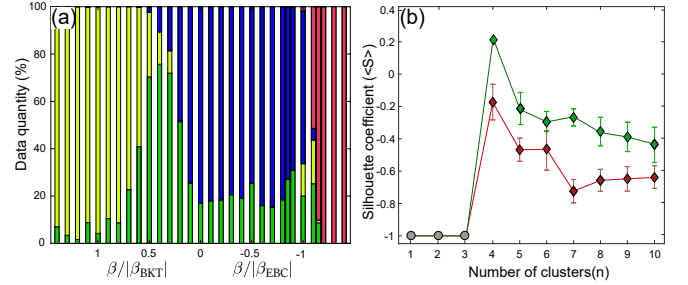 (a)
Data quantity (%)
100
80
60
40
20
0
1
0.5
0
-0.5
-1
β/|β_BKT|
β/|β_EBC|
(b)
Silhouette coefficient (<S>)
0.4
0.2
0
-0.2
-0.4
-0.6
-0.8
-1
1 2 3 4 5 6 7 8 9 10
Number of clusters(n)